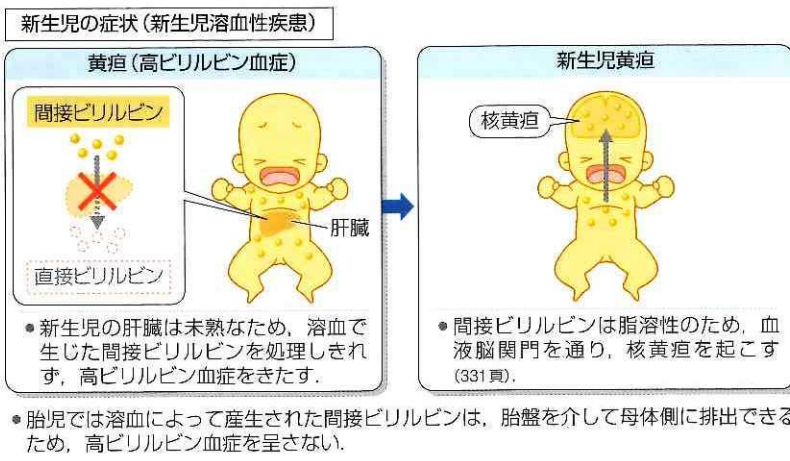 新生児の症状(新生児溶血性疾患)
黄疸(高ビリルビン血症)
間接ビリルビン
直接ビリルビン
肝臓
● 新生児の肝臓は未熟なため，溶血で
生じた間接ビリルビンを処理しきれ
ず，高ビリルビン血症をきたす．
新生児黄疸
核黄疸
● 間接ビリルビンは脂溶性のため，血
液脳関門を通り，核黄疸を起こす
(331頁)．
● 胎児では溶血によって産生された間接ビリルビンは，胎盤を介して母体側に排出できる
ため，高ビリルビン血症を呈さない．